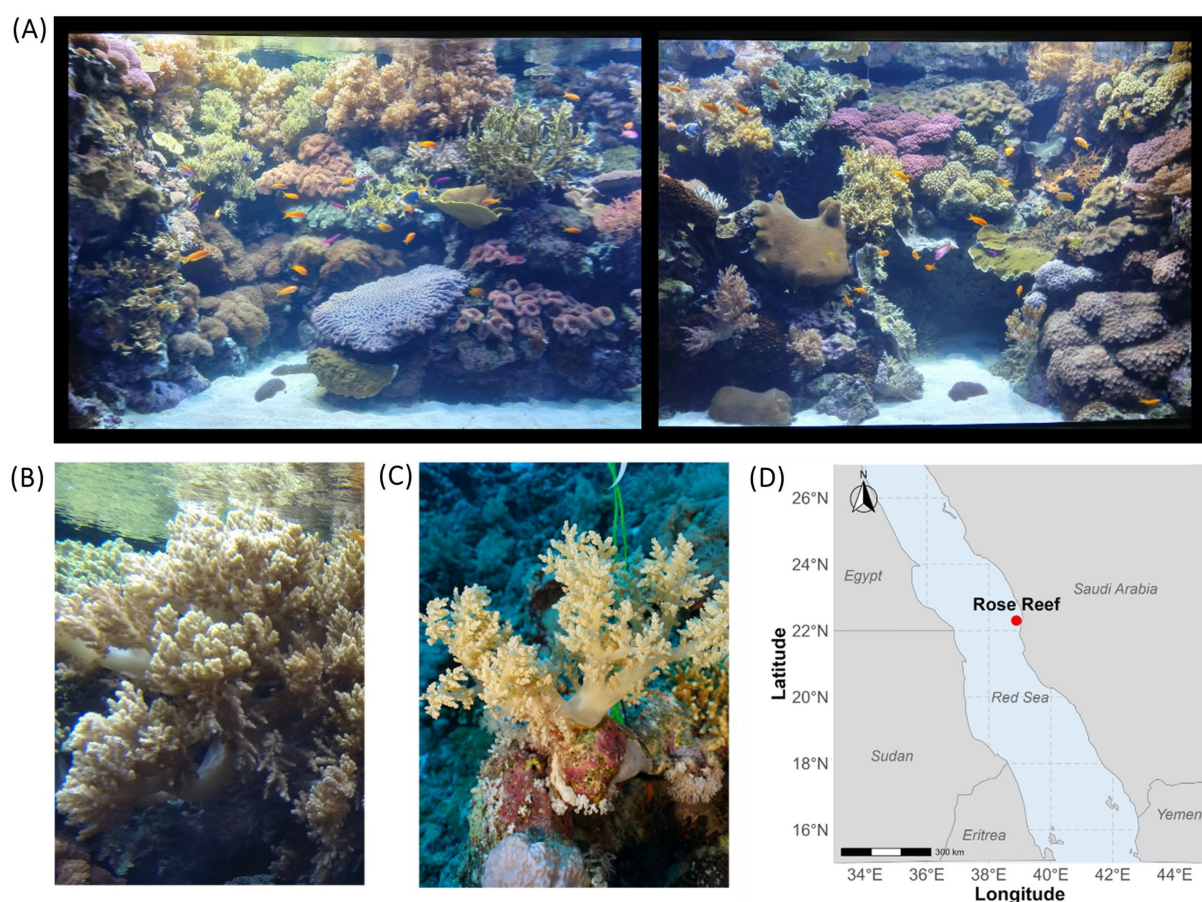 (A)
(B)
(C)
(D)
N
26°N
24°N
22°N
20°N
18°N
16°N
Latitude
Egypt
Saudi Arabia
Rose Reef
Red Sea
Sudan
Eritrea
Yemen
300 km
34°E 36°E 38°E 40°E 42°E 44°E
Longitude